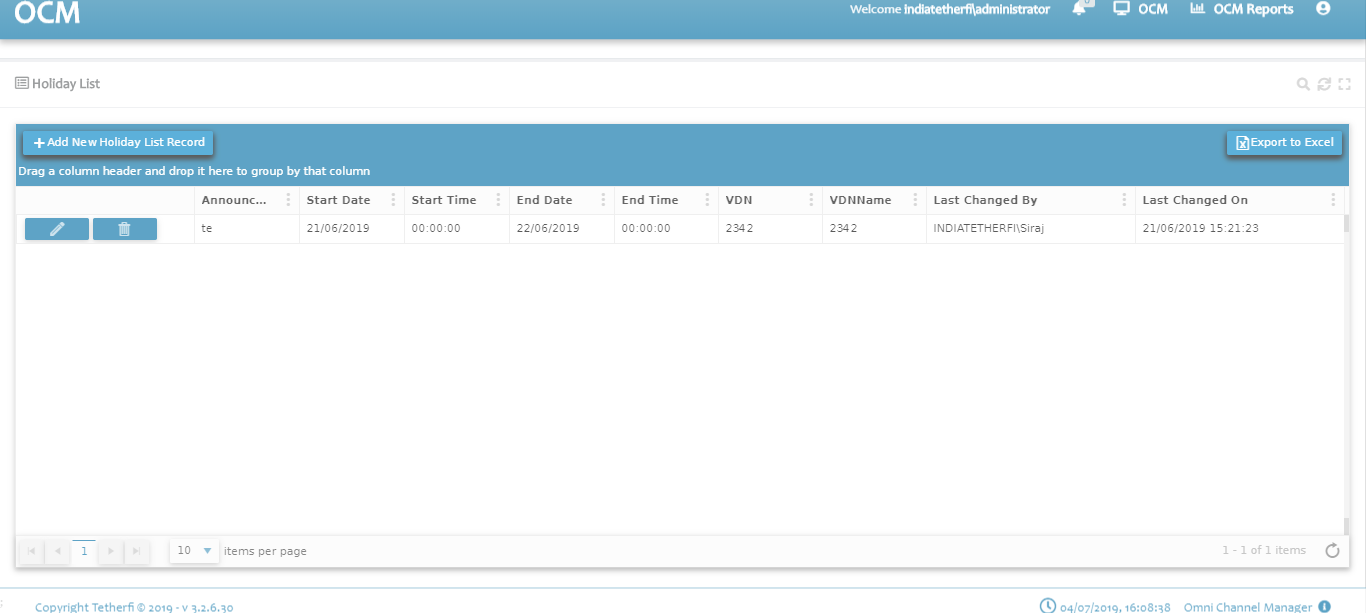 OCM
Welcome indiatetherfi\administrator 0 OCM OCM Reports
Holiday List
Add New Holiday List Record Export to Excel
Drag a column header and drop it here to group by that column
Announc... Start Date Start Time End Date End Time VDN VDNName Last Changed By Last Changed On
te 21/06/2019 00:00:00 22/06/2019 00:00:00 2342 2342 INDIATETHERFI\Siraj 21/06/2019 15:21:23
1 10 items per page 1 - 1 of 1 items
Copyright Tetherfi © 2019 - v 3.2.6.30 04/07/2019, 16:08:38 Omni Channel Manager